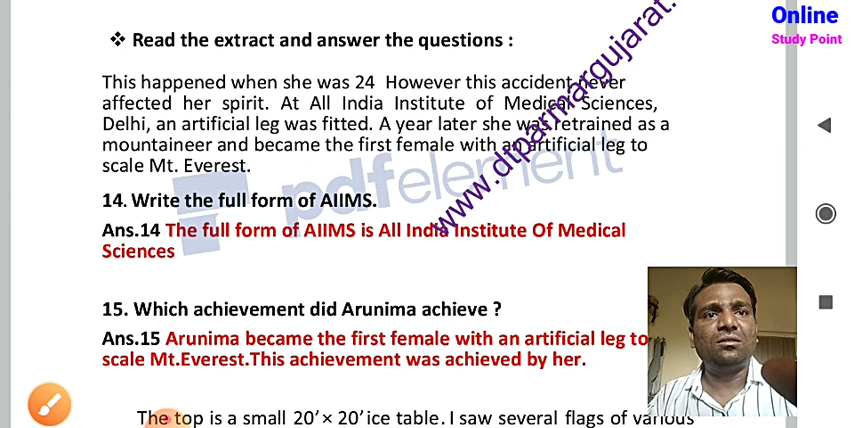 Online
Study Point
❖ Read the extract and answer the questions :
This happened when she was 24 However this accident never
affected her spirit. At All India Institute of Medical Sciences,
Delhi, an artificial leg was fitted. A year later she was retrained as a
mountaineer and became the first female with an artificial leg to
scale Mt. Everest.
www.dtparmargujarat.
pdfelement
14. Write the full form of AIIMS.
Ans.14 The full form of AIIMS is All India Institute Of Medical
Sciences
15. Which achievement did Arunima achieve ?
Ans.15 Arunima became the first female with an artificial leg to
scale Mt.Everest.This achievement was achieved by her.
The top is a small 20’× 20’ice table. I saw several flags of various